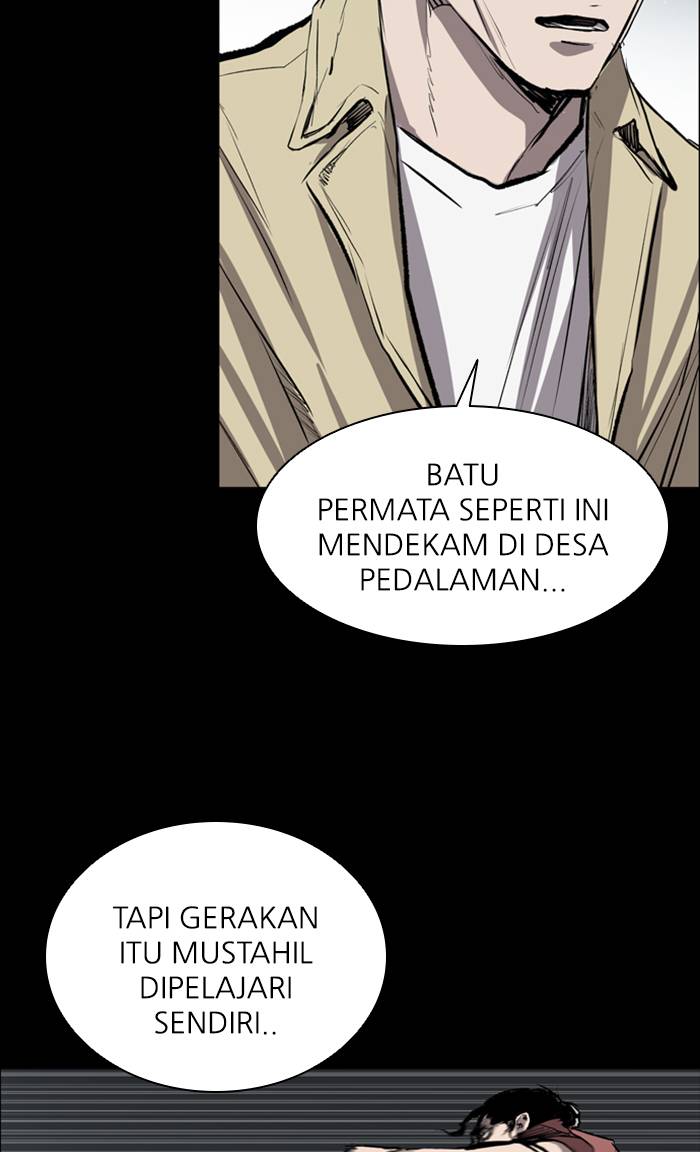 BATU
PERMATA SEPERTI INI
MENDEKAM DI DESA
PEDALAMAN...
TAPI GERAKAN
ITU MUSTAHIL
DIPELAJARI
SENDIRI..